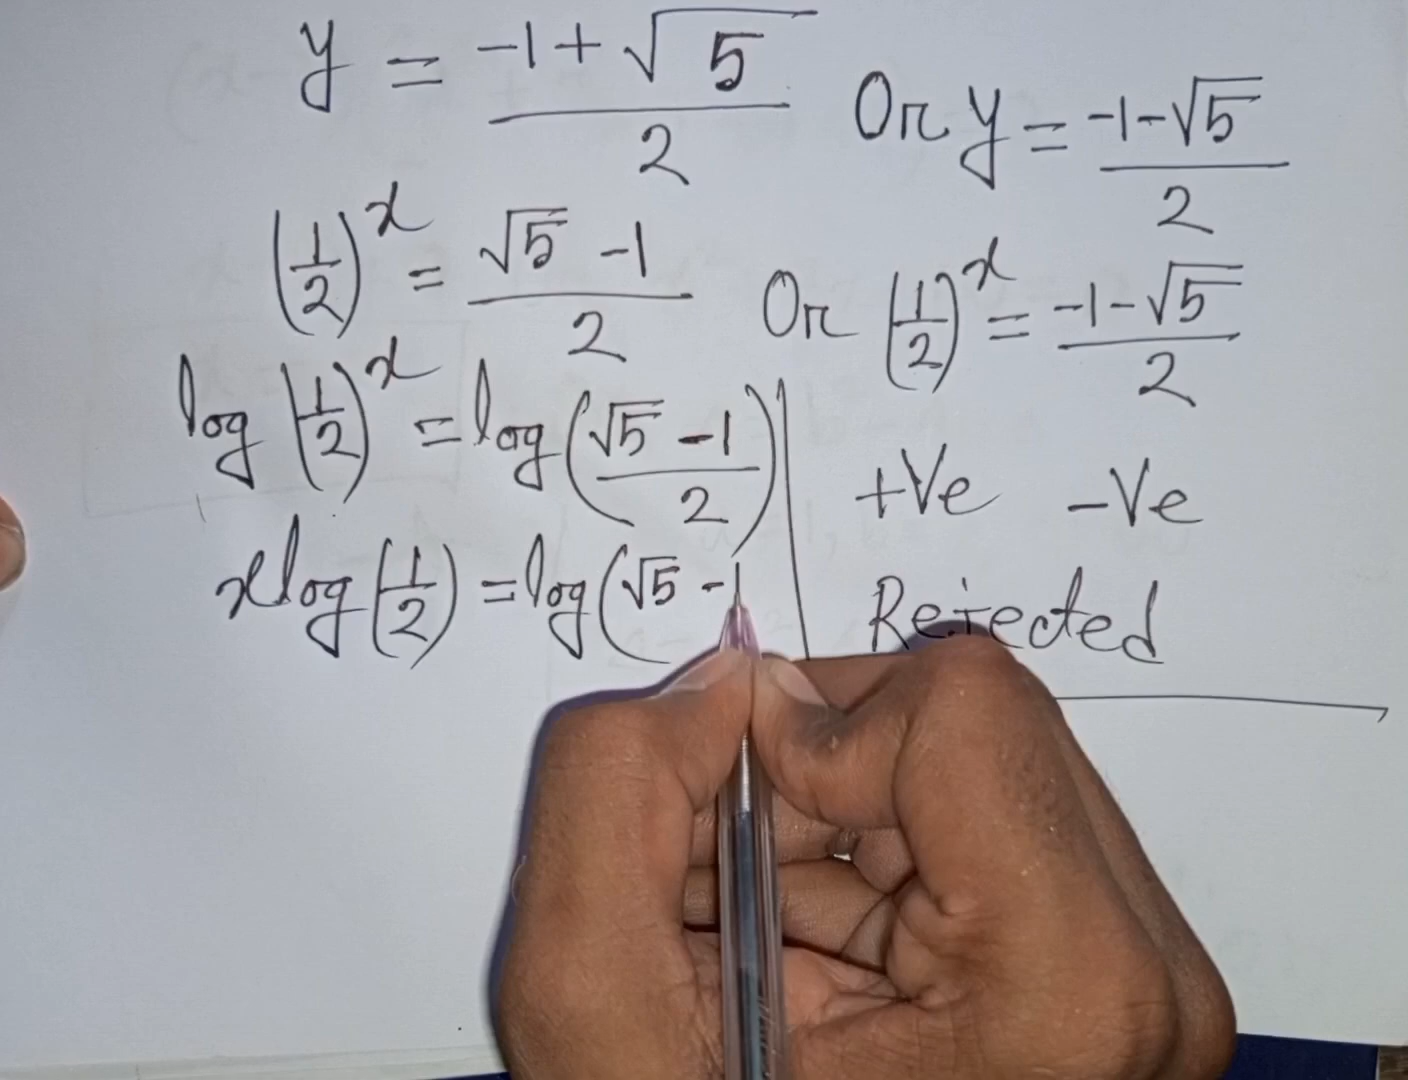 y = (-1+√5)/2 Or y = (-1-√5)/2
(1/2)^x = (√5 -1)/2 Or (1/2)^x = (-1-√5)/2
log (1/2)^x = log ((√5 -1)/2) +Ve -Ve
xlog (1/2) = log (√5 -1 Rejected